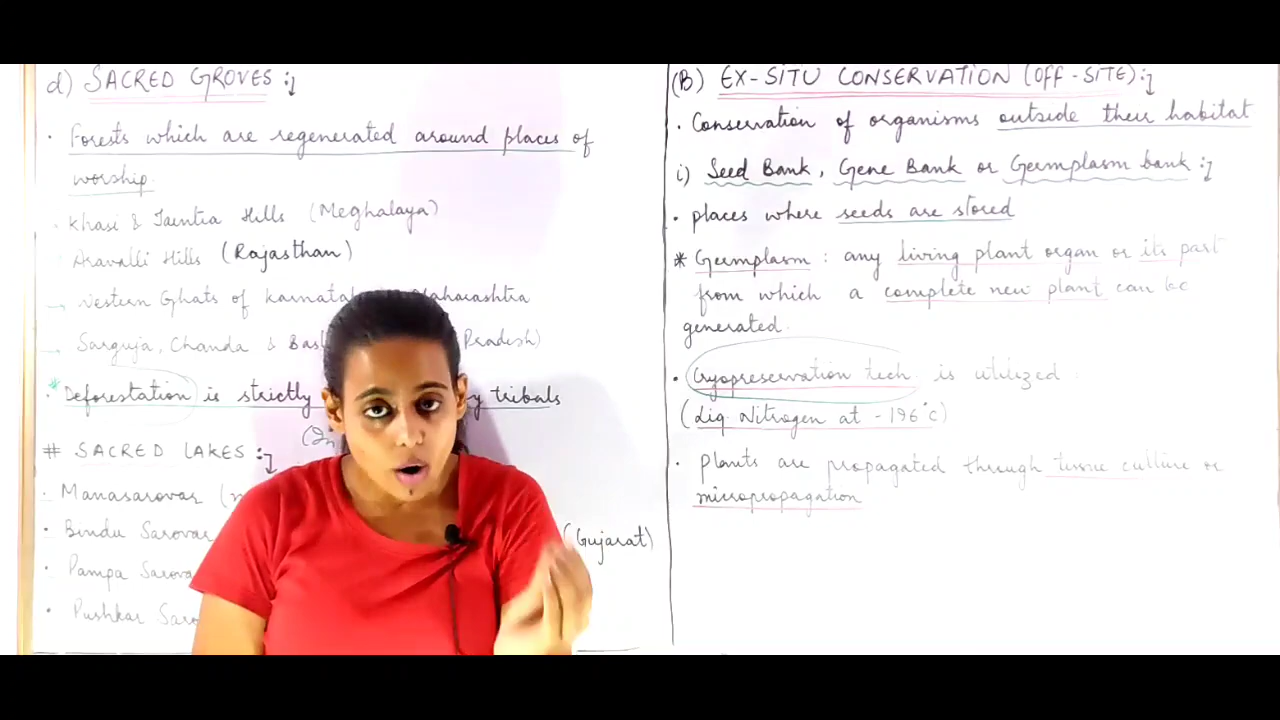 d) SACRED GROVES :↴
· Forests which are regenerated around places of
worship.
· Khasi & Jaintia Hills (Meghalaya)
· Aravalli Hills (Rajasthan)
→ Western Ghats of Maharashtra
→ Sarguja, Chanda & Pradesh)
* Deforestation is strictly tribals
# SACRED LAKES :↴
· Manasarovar
· Bindu Sarovar (Gujarat)
· Pampa
· Pushkar
(B) EX-SITU CONSERVATION (OFF-SITE) :↴
· Conservation of organisms outside their habitat
i) Seed Bank, Gene Bank or Germplasm bank :↴
· places where seeds are stored
* Germplasm : any living plant organ or its part
from which a complete new plant can be
generated.
· Cryopreservation tech is utilized.
(liq. Nitrogen at -196°C)
· Plants are propagated through tissue culture or
micropropagation